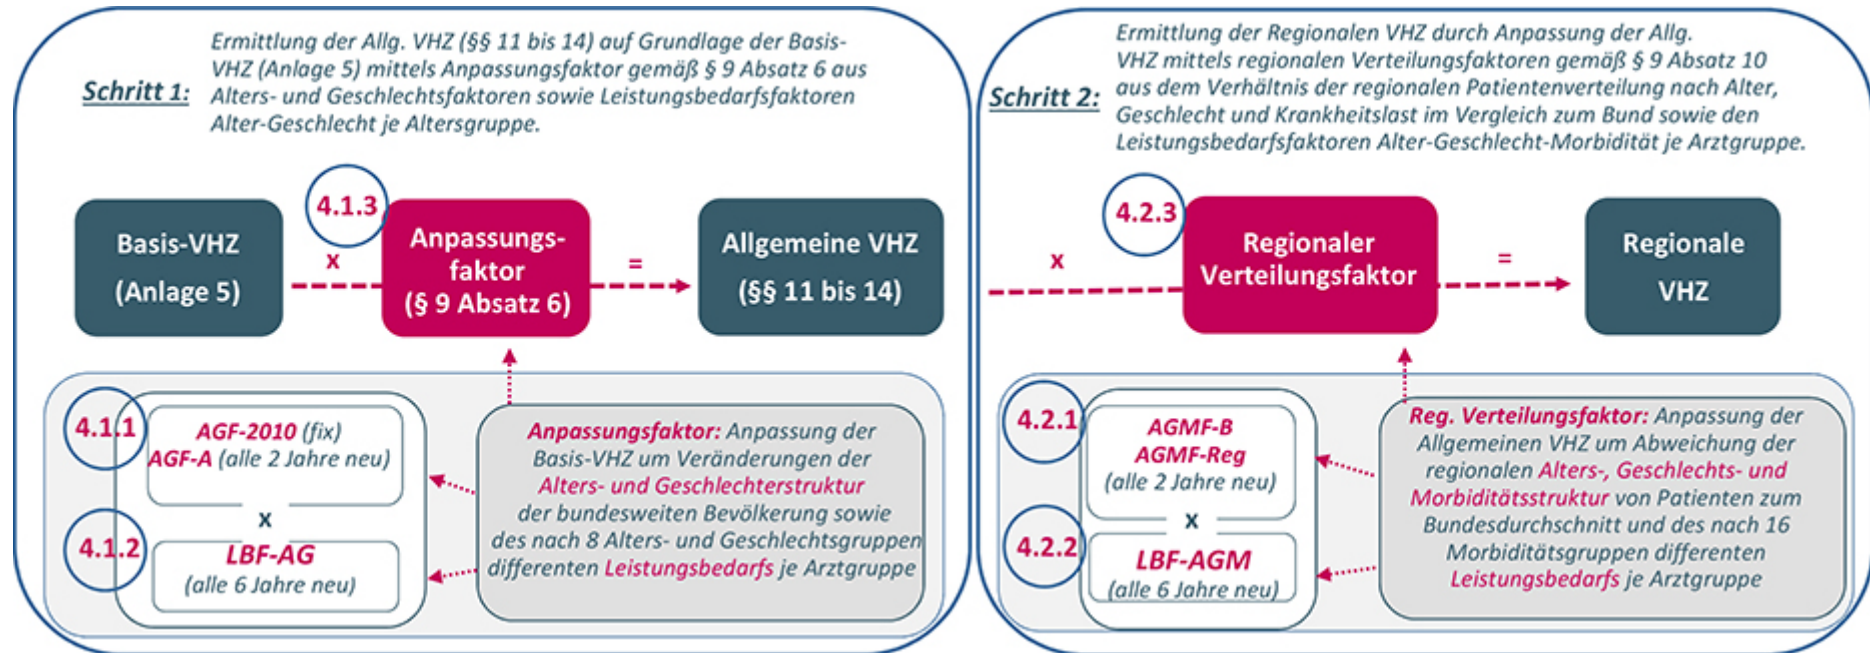 Schritt 1:
Ermittlung der Allg. VHZ (§§ 11 bis 14) auf Grundlage der Basis-
VHZ (Anlage 5) mittels Anpassungsfaktor gemäß § 9 Absatz 6 aus
Alters- und Geschlechtsfaktoren sowie Leistungsbedarfsfaktoren
Alter-Geschlecht je Altersgruppe.
4.1.3
Basis-VHZ
(Anlage 5)
x
Anpassungs-
faktor
(§ 9 Absatz 6)
=
Allgemeine VHZ
(§§ 11 bis 14)
4.1.1
AGF-2010 (fix)
AGF-A (alle 2 Jahre neu)
x
4.1.2
LBF-AG
(alle 6 Jahre neu)
Anpassungsfaktor: Anpassung der
Basis-VHZ um Veränderungen der
Alters- und Geschlechterstruktur
der bundesweiten Bevölkerung sowie
des nach 8 Alters- und Geschlechtsgruppen
differenten Leistungsbedarfs je Arztgruppe
Schritt 2:
Ermittlung der Regionalen VHZ durch Anpassung der Allg.
VHZ mittels regionalen Verteilungsfaktoren gemäß § 9 Absatz 10
aus dem Verhältnis der regionalen Patientenverteilung nach Alter,
Geschlecht und Krankheitslast im Vergleich zum Bund sowie den
Leistungsbedarfsfaktoren Alter-Geschlecht-Morbidität je Arztgruppe.
4.2.3
x
Regionaler
Verteilungsfaktor
=
Regionale
VHZ
4.2.1
AGMF-B
AGMF-Reg
(alle 2 Jahre neu)
x
4.2.2
LBF-AGM
(alle 6 Jahre neu)
Reg. Verteilungsfaktor: Anpassung der
Allgemeinen VHZ um Abweichung der
regionalen Alters-, Geschlechts- und
Morbiditätsstruktur von Patienten zum
Bundesdurchschnitt und des nach 16
Morbiditätsgruppen differenten
Leistungsbedarfs je Arztgruppe